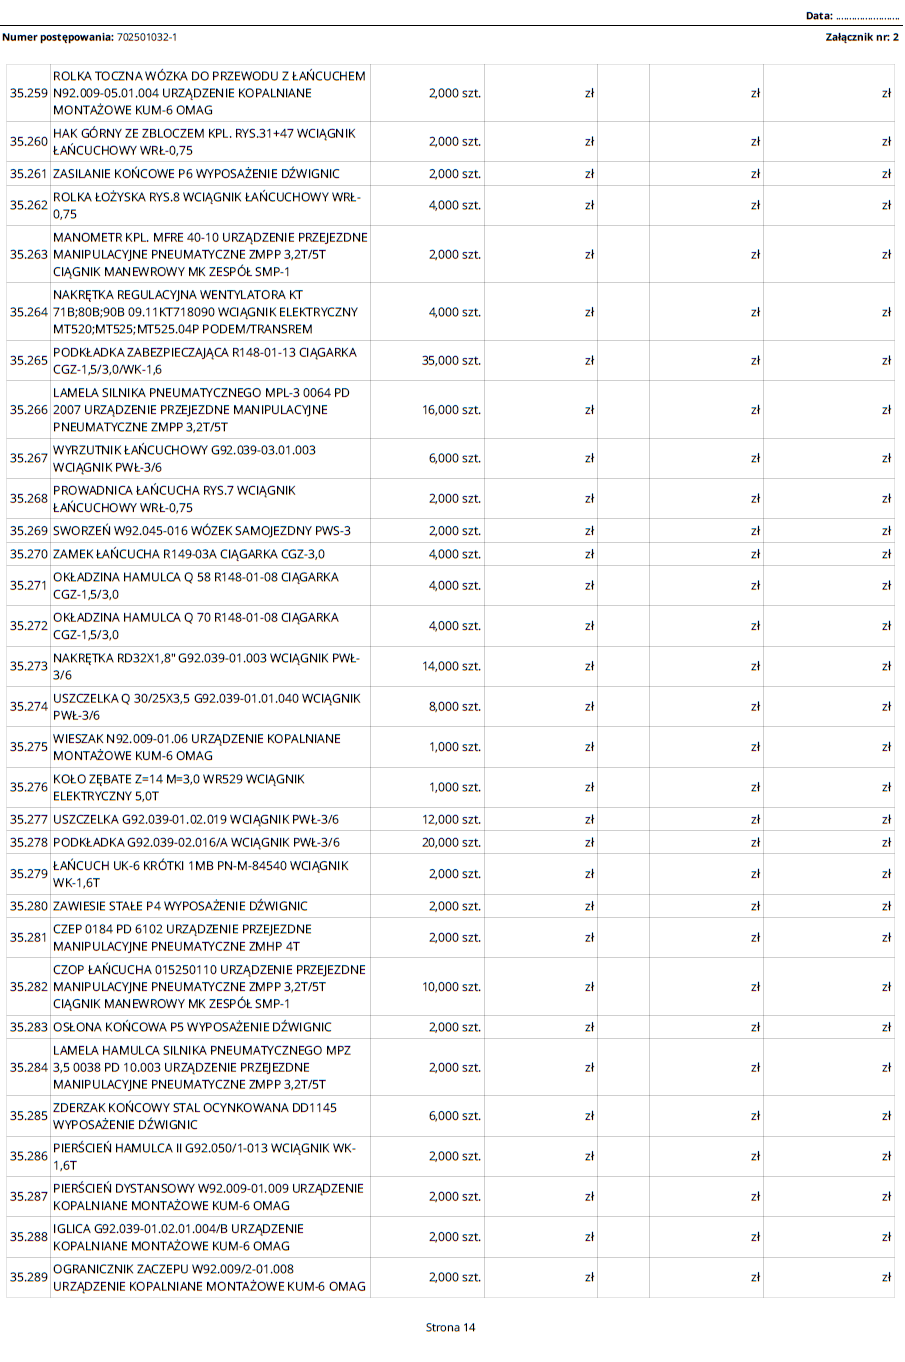 Data: ........................
Numer postępowania: 702501032-1 Załącznik nr: 2
ROLKA TOCZNA WÓZKA DO PRZEWODU Z ŁAŃCUCHEM
35.259 N92.009-05.01.004 URZĄDZENIE KOPALNIANE 2,000 szt. zł zł zł
MONTAŻOWE KUM-6 OMAG
HAK GÓRNY ZE ZBLOCZEM KPL. RYS.31+47 WCIĄGNIK
35.260 ŁAŃCUCHOWY WRŁ-0,75 2,000 szt. zł zł zł
35.261 ZASILANIE KOŃCOWE P6 WYPOSAŻENIE DŹWIGNIC 2,000 szt. zł zł zł
ROLKA ŁOŻYSKA RYS.8 WCIĄGNIK ŁAŃCUCHOWY WRŁ-
35.262 0,75 4,000 szt. zł zł zł
MANOMETR KPL. MFRE 40-10 URZĄDZENIE PRZEJEZDNE
35.263 MANIPULACYJNE PNEUMATYCZNE ZMPP 3,2T/5T 2,000 szt. zł zł zł
CIĄGNIK MANEWROWY MK ZESPÓŁ SMP-1
NAKRĘTKA REGULACYJNA WENTYLATORA KT
35.264 71B;80B;90B 09.11KT718090 WCIĄGNIK ELEKTRYCZNY 4,000 szt. zł zł zł
MT520;MT525;MT525.04P PODEM/TRANSREM
PODKŁADKA ZABEZPIECZAJĄCA R148-01-13 CIĄGARKA
35.265 CGZ-1,5/3,0/WK-1,6 35,000 szt. zł zł zł
LAMELA SILNIKA PNEUMATYCZNEGO MPL-3 0064 PD
35.266 2007 URZĄDZENIE PRZEJEZDNE MANIPULACYJNE 16,000 szt. zł zł zł
PNEUMATYCZNE ZMPP 3,2T/5T
WYRZUTNIK ŁAŃCUCHOWY G92.039-03.01.003
35.267 WCIĄGNIK PWŁ-3/6 6,000 szt. zł zł zł
PROWADNICA ŁAŃCUCHA RYS.7 WCIĄGNIK
35.268 ŁAŃCUCHOWY WRŁ-0,75 2,000 szt. zł zł zł
35.269 SWORZEŃ W92.045-016 WÓZEK SAMOJEZDNY PWS-3 2,000 szt. zł zł zł
35.270 ZAMEK ŁAŃCUCHA R149-03A CIĄGARKA CGZ-3,0 4,000 szt. zł zł zł
OKŁADZINA HAMULCA Q 58 R148-01-08 CIĄGARKA
35.271 CGZ-1,5/3,0 4,000 szt. zł zł zł
OKŁADZINA HAMULCA Q 70 R148-01-08 CIĄGARKA
35.272 CGZ-1,5/3,0 4,000 szt. zł zł zł
NAKRĘTKA RD32X1,8" G92.039-01.003 WCIĄGNIK PWŁ-
35.273 3/6 14,000 szt. zł zł zł
USZCZELKA Q 30/25X3,5 G92.039-01.01.040 WCIĄGNIK
35.274 PWŁ-3/6 8,000 szt. zł zł zł
WIESZAK N92.009-01.06 URZĄDZENIE KOPALNIANE
35.275 MONTAŻOWE KUM-6 OMAG 1,000 szt. zł zł zł
KOŁO ZĘBATE Z=14 M=3,0 WR529 WCIĄGNIK
35.276 ELEKTRYCZNY 5,0T 1,000 szt. zł zł zł
35.277 USZCZELKA G92.039-01.02.019 WCIĄGNIK PWŁ-3/6 12,000 szt. zł zł zł
35.278 PODKŁADKA G92.039-02.016/A WCIĄGNIK PWŁ-3/6 20,000 szt. zł zł zł
ŁAŃCUCH UK-6 KRÓTKI 1MB PN-M-84540 WCIĄGNIK
35.279 WK-1,6T 2,000 szt. zł zł zł
35.280 ZAWIESIE STAŁE P4 WYPOSAŻENIE DŹWIGNIC 2,000 szt. zł zł zł
CZEP 0184 PD 6102 URZĄDZENIE PRZEJEZDNE
35.281 MANIPULACYJNE PNEUMATYCZNE ZMHP 4T 2,000 szt. zł zł zł
CZOP ŁAŃCUCHA 015250110 URZĄDZENIE PRZEJEZDNE
35.282 MANIPULACYJNE PNEUMATYCZNE ZMPP 3,2T/5T 10,000 szt. zł zł zł
CIĄGNIK MANEWROWY MK ZESPÓŁ SMP-1
35.283 OSŁONA KOŃCOWA P5 WYPOSAŻENIE DŹWIGNIC 2,000 szt. zł zł zł
LAMELA HAMULCA SILNIKA PNEUMATYCZNEGO MPZ
35.284 3,5 0038 PD 10.003 URZĄDZENIE PRZEJEZDNE 2,000 szt. zł zł zł
MANIPULACYJNE PNEUMATYCZNE ZMPP 3,2T/5T
ZDERZAK KOŃCOWY STAL OCYNKOWANA DD1145
35.285 WYPOSAŻENIE DŹWIGNIC 6,000 szt. zł zł zł
PIERŚCIEŃ HAMULCA II G92.050/1-013 WCIĄGNIK WK-
35.286 1,6T 2,000 szt. zł zł zł
PIERŚCIEŃ DYSTANSOWY W92.009-01.009 URZĄDZENIE
35.287 KOPALNIANE MONTAŻOWE KUM-6 OMAG 2,000 szt. zł zł zł
IGLICA G92.039-01.02.01.004/B URZĄDZENIE
35.288 KOPALNIANE MONTAŻOWE KUM-6 OMAG 2,000 szt. zł zł zł
OGRANICZNIK ZACZEPU W92.009/2-01.008
35.289 URZĄDZENIE KOPALNIANE MONTAŻOWE KUM-6 OMAG 2,000 szt. zł zł zł
Strona 14